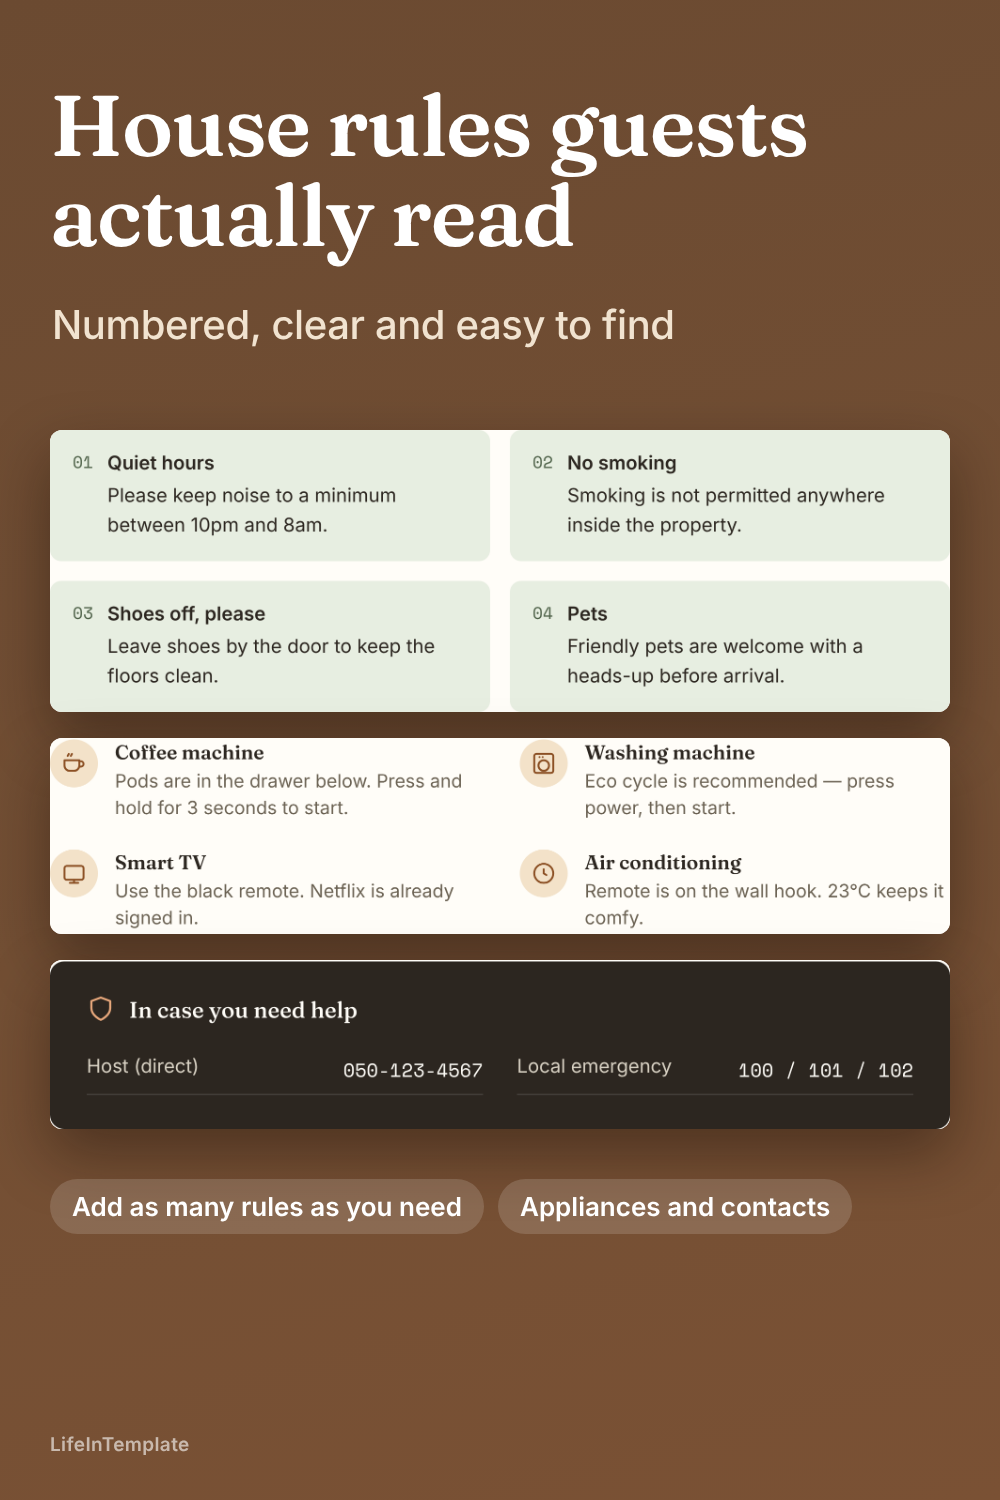 House rules guests
actually read
Numbered, clear and easy to find
01 Quiet hours
Please keep noise to a minimum
between 10pm and 8am.
02 No smoking
Smoking is not permitted anywhere
inside the property.
03 Shoes off, please
Leave shoes by the door to keep the
floors clean.
04 Pets
Friendly pets are welcome with a
heads-up before arrival.
Coffee machine
Pods are in the drawer below. Press and
hold for 3 seconds to start.
Washing machine
Eco cycle is recommended — press
power, then start.
Smart TV
Use the black remote. Netflix is already
signed in.
Air conditioning
Remote is on the wall hook. 23°C keeps it
comfy.
In case you need help
Host (direct) 050-123-4567
Local emergency 100 / 101 / 102
Add as many rules as you need
Appliances and contacts
LifeInTemplate